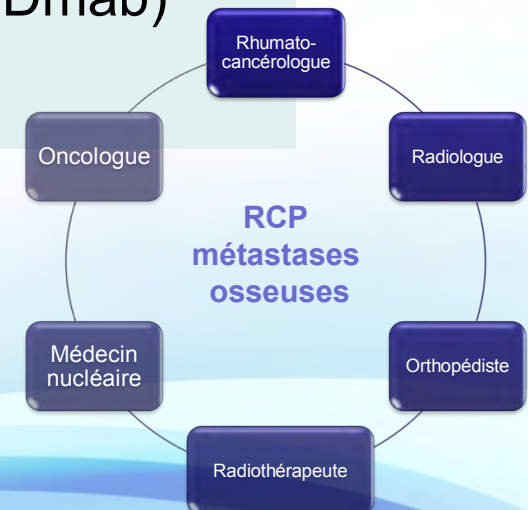 Dmab)
Rhumato-
cancérologue
Radiologue
Orthopédiste
Radiothérapeute
Médecin
nucléaire
Oncologue
RCP
métastases
osseuses